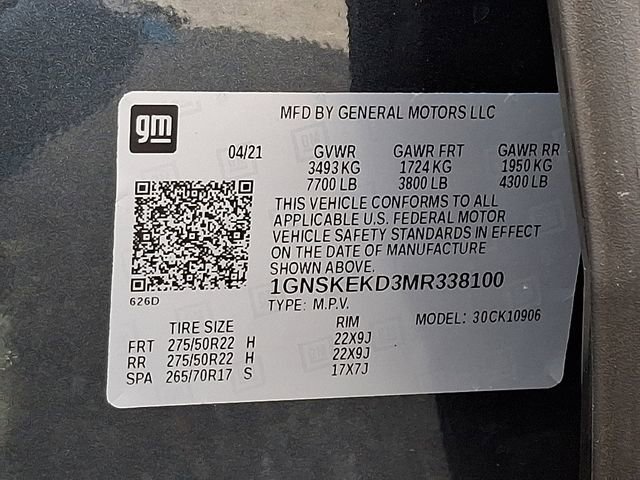 gm
MFD BY GENERAL MOTORS LLC
04/21 GVWR GAWR FRT GAWR RR
3493 KG 1724 KG 1950 KG
7700 LB 3800 LB 4300 LB
THIS VEHICLE CONFORMS TO ALL
APPLICABLE U.S. FEDERAL MOTOR
VEHICLE SAFETY STANDARDS IN EFFECT
ON THE DATE OF MANUFACTURE
SHOWN ABOVE.
1GNSKEKD3MR338100
626D
TYPE: M.P.V.
MODEL: 30CK10906
TIRE SIZE RIM
FRT 275/50R22 H 22X9J
RR 275/50R22 H 22X9J
SPA 265/70R17 S 17X7J